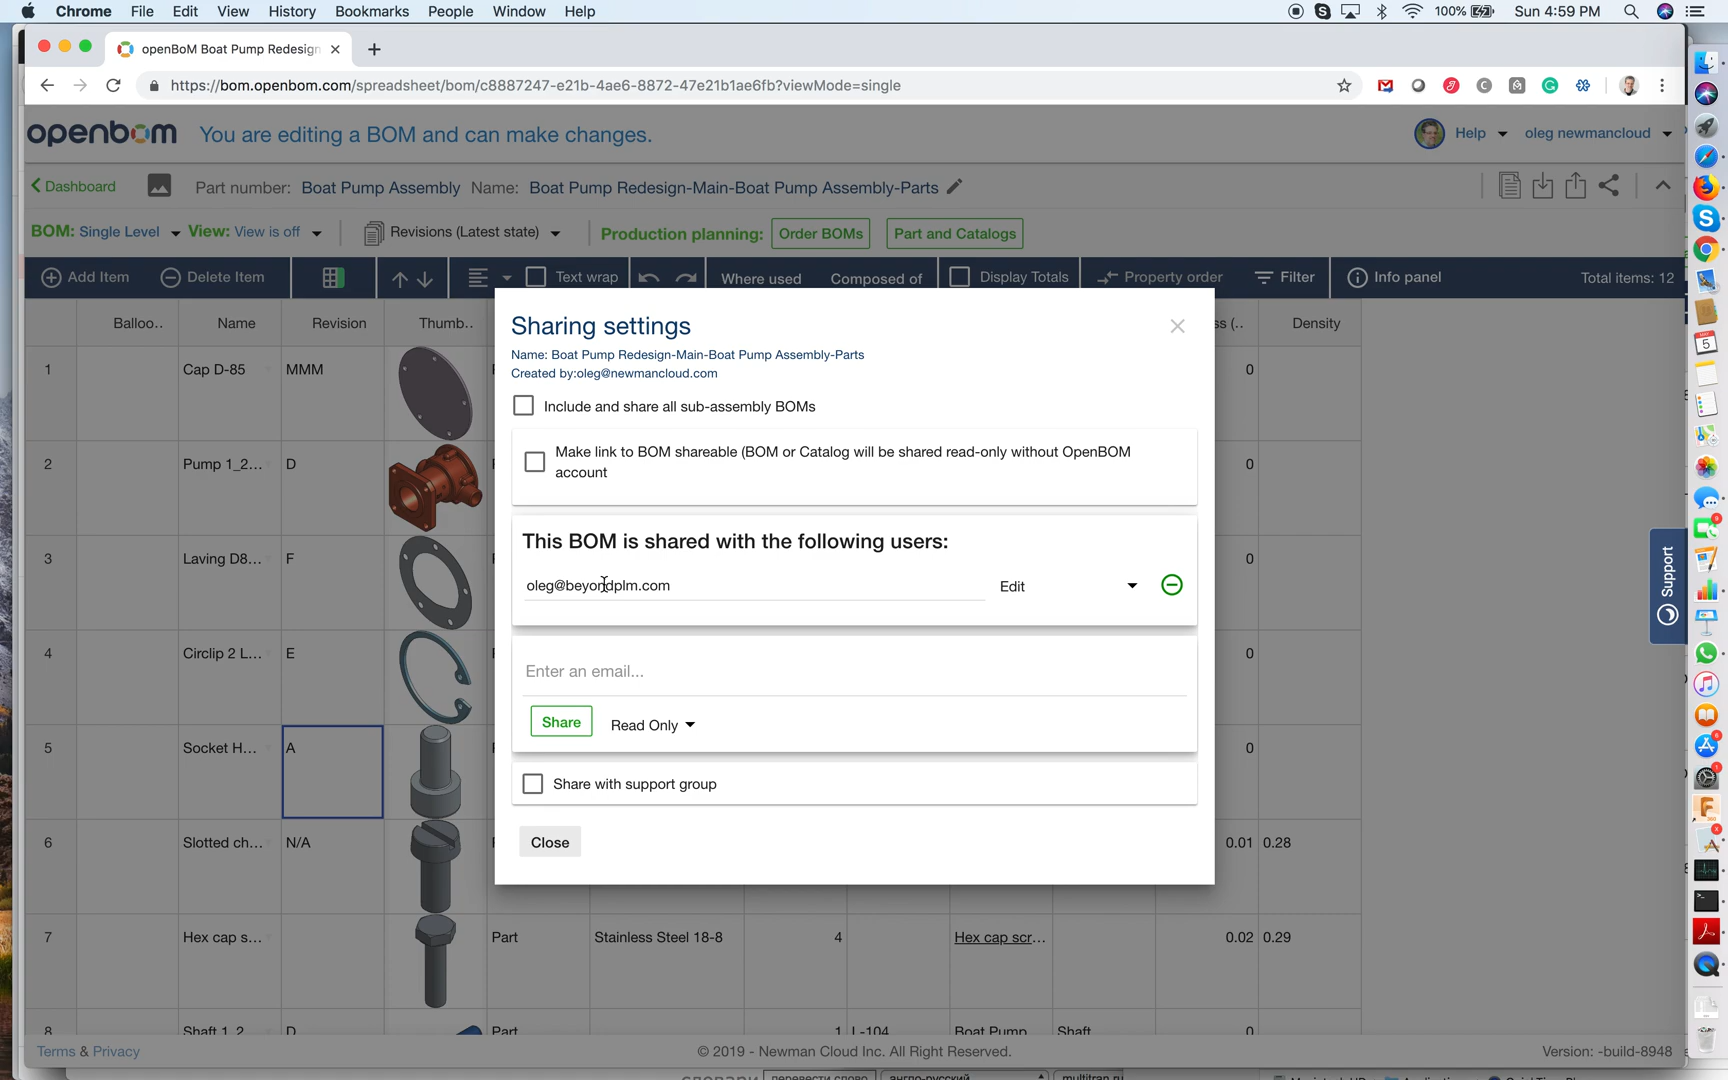 Chrome File Edit View History Bookmarks People Window Help 100% Sun 4:59 PM
openBoM Boat Pump Redesign
https://bom.openbom.com/spreadsheet/bom/c8887247-e21b-4ae6-8872-47e21b1ae6fb?viewMode=single
openbom You are editing a BOM and can make changes. Help oleg newmancloud
Dashboard Part number: Boat Pump Assembly Name: Boat Pump Redesign-Main-Boat Pump Assembly-Parts
BOM: Single Level View: View is off Revisions (Latest state) Production planning: Order BOMs Part and Catalogs
Add Item Delete Item Text wrap Where used Composed of Display Totals Property order Filter Info panel Total items: 12
Balloo.. Name Revision Thumb.. ss (.. Density
1 Cap D-85 MMM 0
2 Pump 1_2... D 0
3 Laving D8... F 0
4 Circlip 2 L... E 0
5 Socket H... A 0
6 Slotted ch... N/A 0.01 0.28
7 Hex cap s... Part Stainless Steel 18-8 4 Hex cap scr... 0.02 0.29
8 Shaft 1_2 D Part 1 L-104 Boat Pump Shaft 0
Sharing settings
Name: Boat Pump Redesign-Main-Boat Pump Assembly-Parts
Created by:oleg@newmancloud.com
Include and share all sub-assembly BOMs
Make link to BOM shareable (BOM or Catalog will be shared read-only without OpenBOM
account
This BOM is shared with the following users:
oleg@beyondplm.com Edit
Enter an email...
Share Read Only
Share with support group
Close
Support
Terms & Privacy © 2019 - Newman Cloud Inc. All Right Reserved. Version: -build-8948